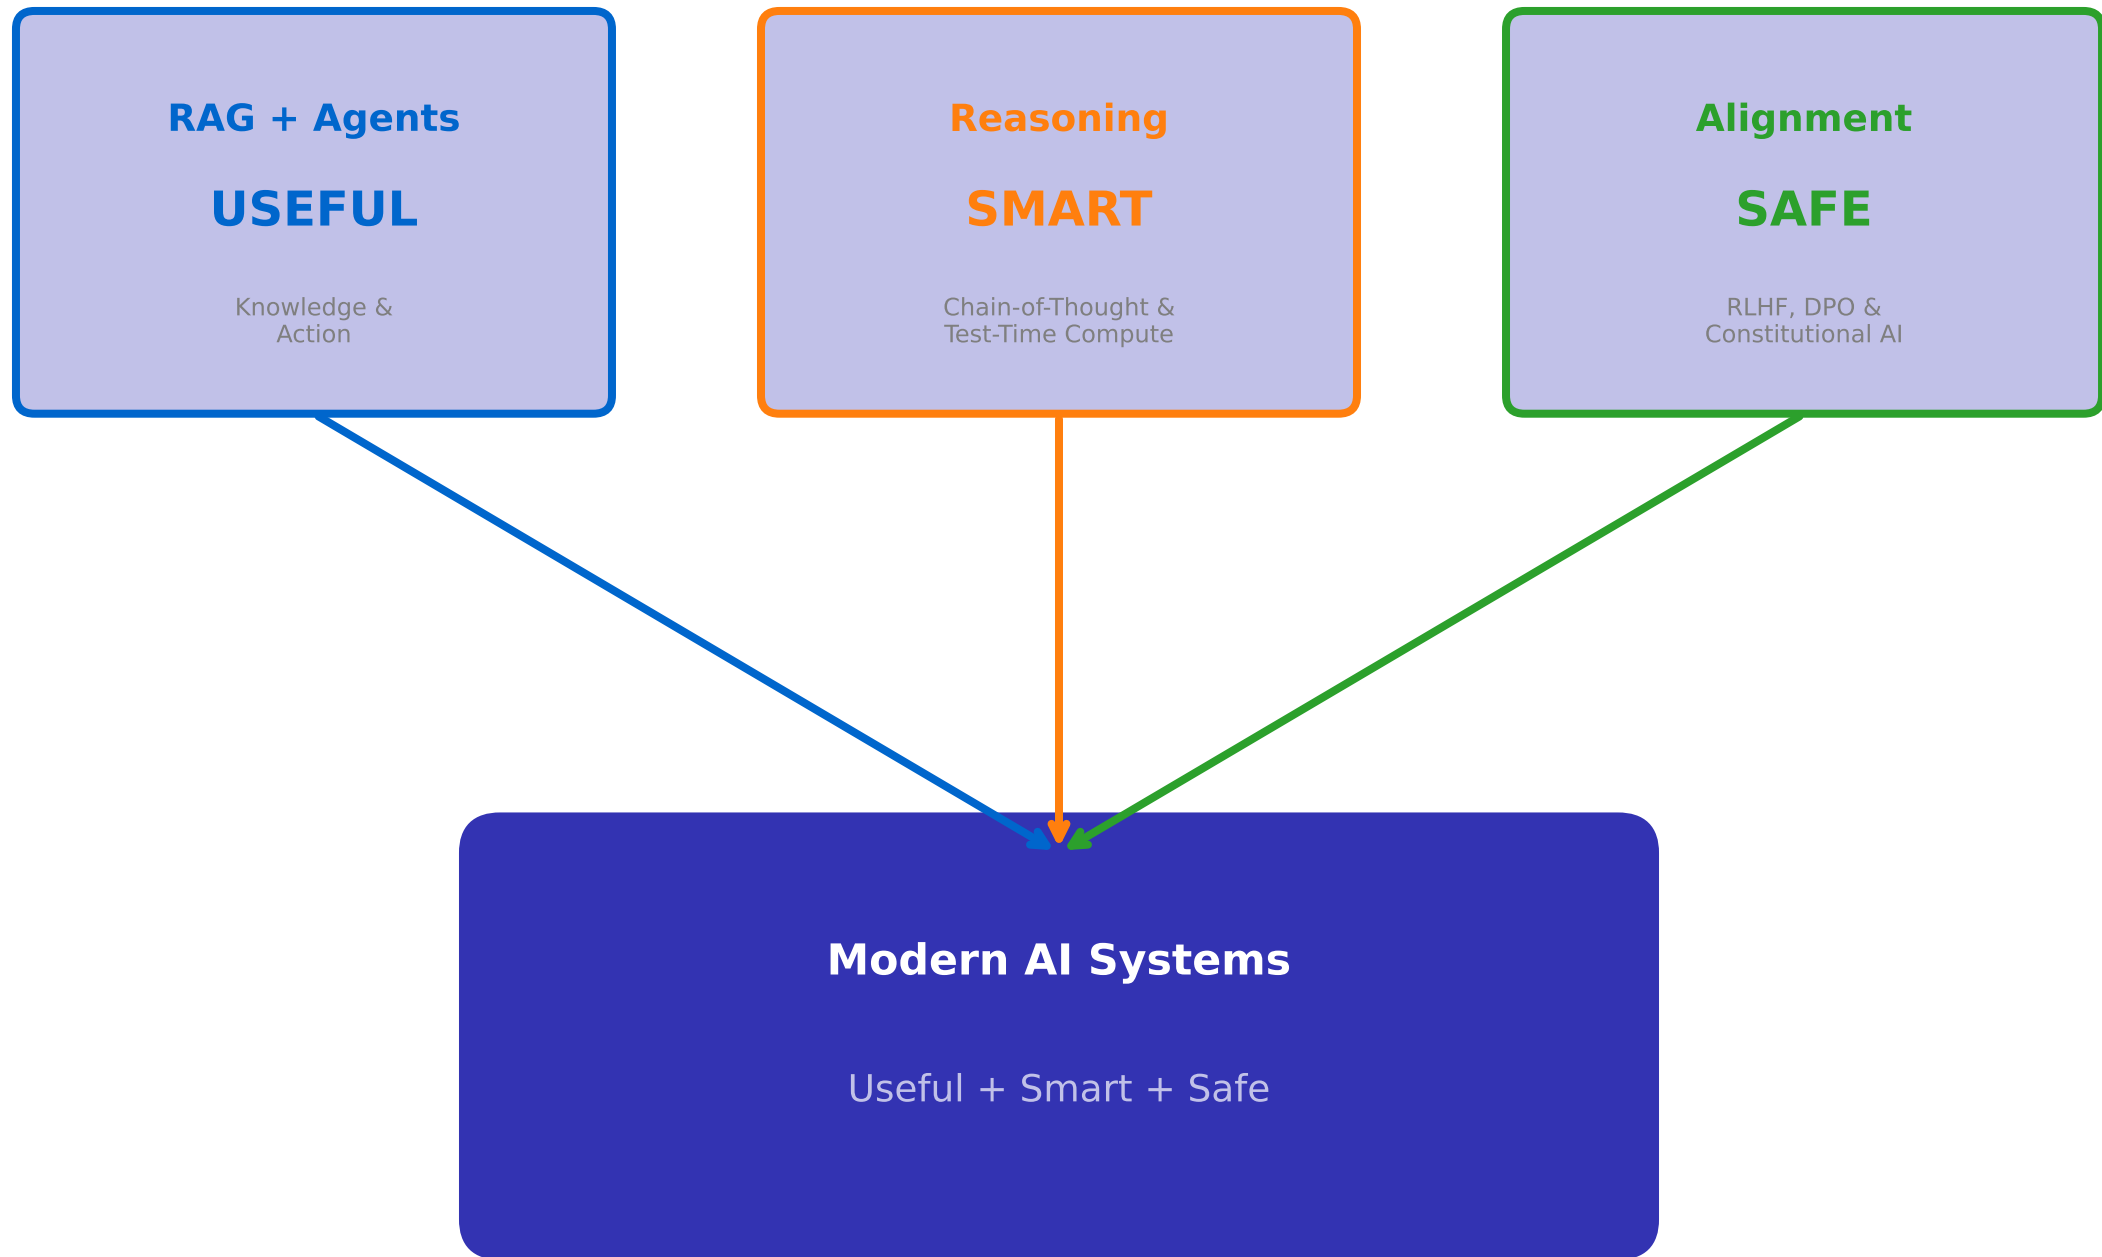 RAG + Agents
USEFUL
Knowledge &
Action
Reasoning
SMART
Chain-of-Thought &
Test-Time Compute
Alignment
SAFE
RLHF, DPO &
Constitutional AI
Modern AI Systems
Useful + Smart + Safe